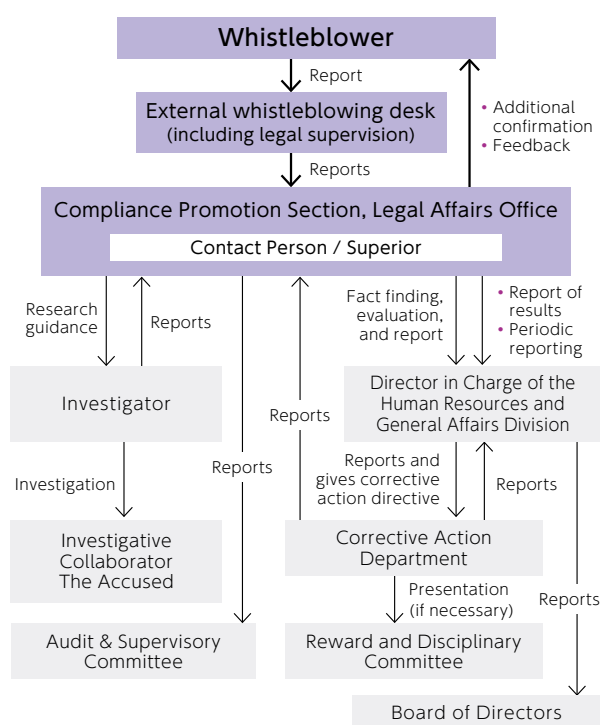 Whistleblower
Report
External whistleblowing desk
(including legal supervision)
• Additional
confirmation
• Feedback
Reports
Compliance Promotion Section, Legal Affairs Office
Contact Person / Superior
Research
guidance
Reports
Fact finding,
evaluation,
and report
• Report of
results
• Periodic
reporting
Investigator
Director in Charge of the
Human Resources and
General Affairs Division
Reports
Reports
Investigation
Reports and
gives corrective
action directive
Reports
Investigative
Collaborator
The Accused
Corrective Action
Department
Presentation
(if necessary)
Reports
Audit & Supervisory
Committee
Reward and Disciplinary
Committee
Board of Directors